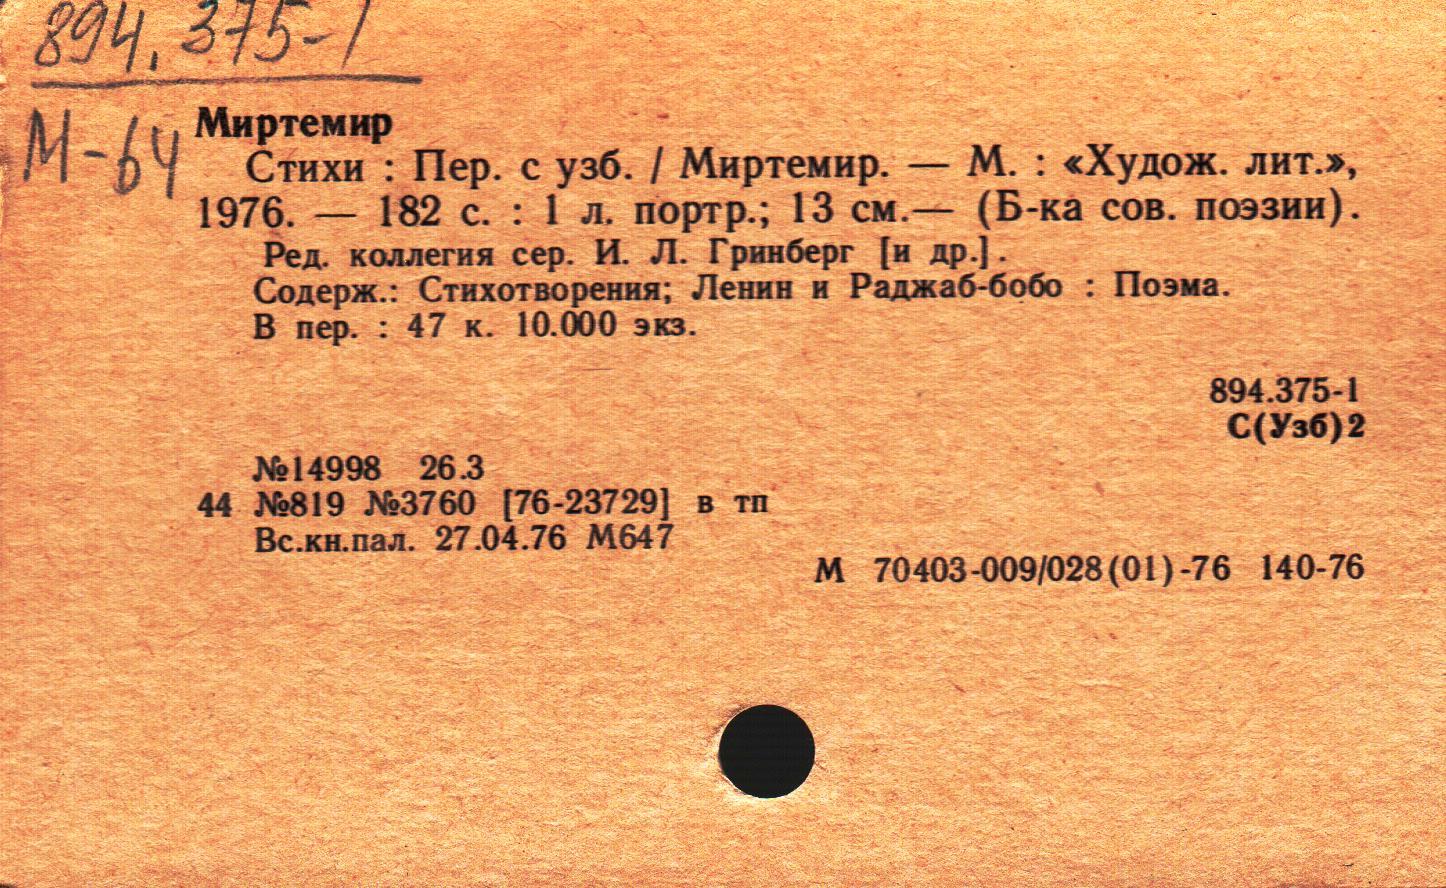 894.375-1
М-64
Миртемир
Стихи : Пер. с узб. / Миртемир. — М. : «Худож. лит.»,
1976. — 182 с. : 1 л. портр.; 13 см.— (Б-ка сов. поэзии).
Ред. коллегия сер. И. Л. Гринберг [и др.].
Содерж.: Стихотворения; Ленин и Раджаб-бобо : Поэма.
В пер. : 47 к. 10.000 экз.
894.375-1
С(Узб)2
№14998 26.3
44 №819 №3760 [76-23729] в тп
Вс.кн.пал. 27.04.76 М647
М 70403-009/028(01)-76 140-76